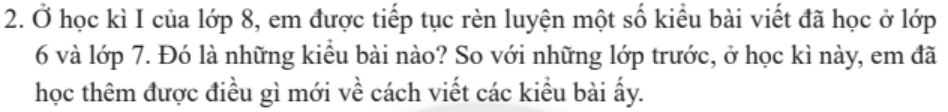 2. Ở học kì I của lớp 8, em được tiếp tục rèn luyện một số kiểu bài viết đã học ở lớp
6 và lớp 7. Đó là những kiểu bài nào? So với những lớp trước, ở học kì này, em đã
học thêm được điều gì mới về cách viết các kiểu bài ấy.